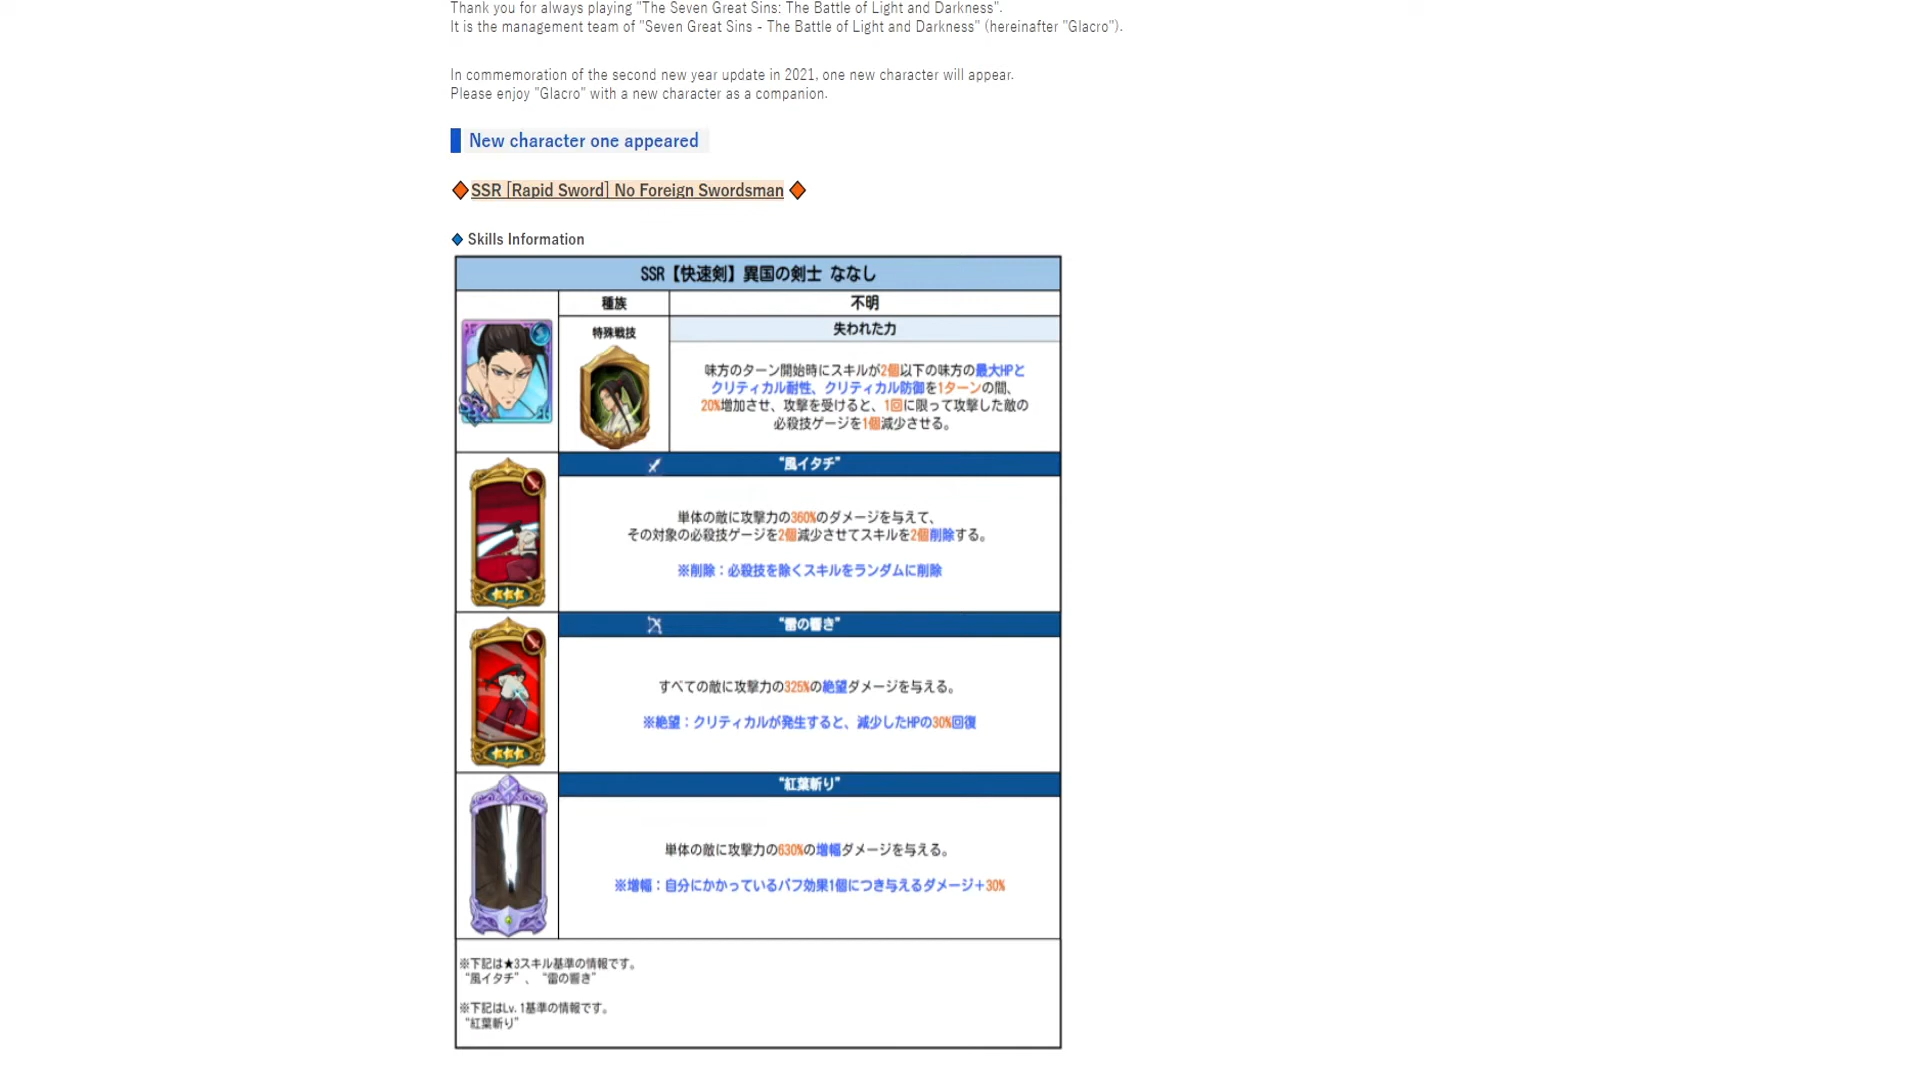 Thank you for always playing "The Seven Great Sins: The Battle of Light and Darkness".
It is the management team of "Seven Great Sins - The Battle of Light and Darkness" (hereinafter "Glacro").
In commemoration of the second new year update in 2021, one new character will appear.
Please enjoy "Glacro" with a new character as a companion.
New character one appeared
SSR [Rapid Sword] No Foreign Swordsman
Skills Information
SSR【快速剣】異国の剣士 ななし
種族
不明
特殊戦技
失われた力
味方のターン開始時にスキルが2個以下の味方の最大HPと
クリティカル耐性、クリティカル防御を1ターンの間、
20%増加させ、攻撃を受けると、1回に限って攻撃した敵の
必殺技ゲージを1個減少させる。
SSR
“風イタチ”
単体の敵に攻撃力の360%のダメージを与えて、
その対象の必殺技ゲージを2個減少させてスキルを2個削除する。
※削除：必殺技を除くスキルをランダムに削除
“雷の響き”
すべての敵に攻撃力の325%の絶望ダメージを与える。
※絶望：クリティカルが発生すると、減少したHPの30%回復
“紅葉斬り”
単体の敵に攻撃力の630%の増幅ダメージを与える。
※増幅：自分にかかっているバフ効果1個につき与えるダメージ＋30%
※下記は★3スキル基準の情報です。
“風イタチ”、“雷の響き”
※下記はLv.1基準の情報です。
“紅葉斬り”